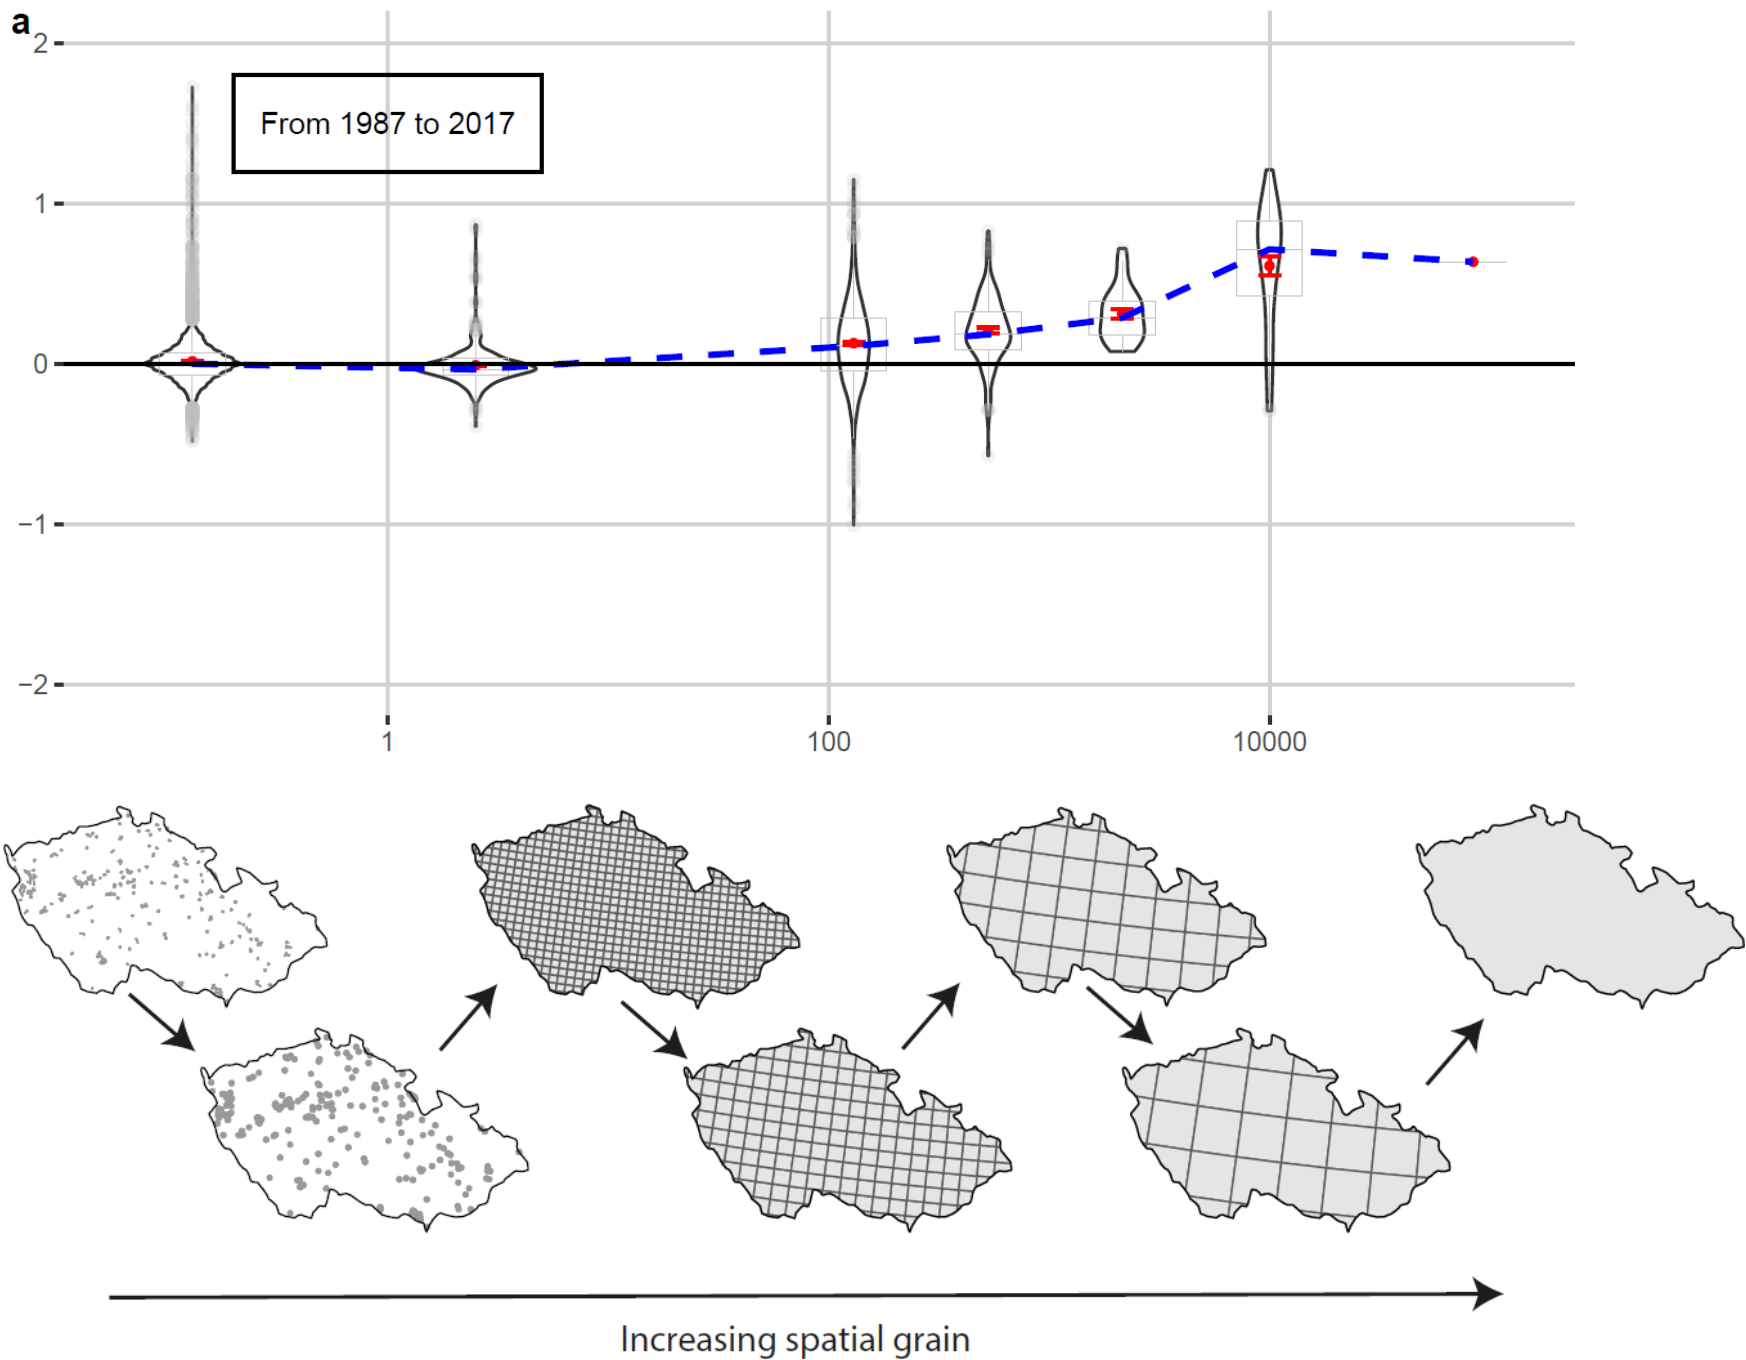 a
2
From 1987 to 2017
1
0
−1
−2
1 100 10000
Increasing spatial grain